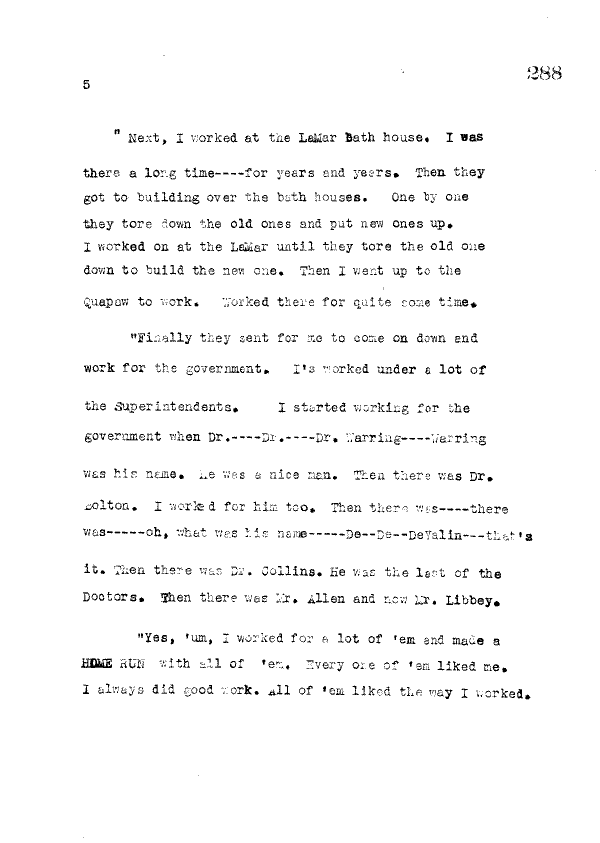 288
5
" Next, I worked at the LaMar Bath house. I was
there a long time----for years and years. Then they
got to building over the bath houses. One by one
they tore down the old ones and put new ones up.
I worked on at the LaMar until they tore the old one
down to build the new one. Then I went up to the
Quapaw to work. Worked there for quite some time.
"Finally they sent for me to come on down and
work for the government. I's worked under a lot of
the Superintendents. I started working for the
government when Dr.----Dr.----Dr. Warring----Warring
was his name. He was a nice man. Then there was Dr.
Bolton. I worked for him too. Then there was----there
was-----oh, what was his name-----De--De--DeValin---that's
it. Then there was Dr. Collins. He was the last of the
Doctors. Then there was Mr. Allen and now Mr. Libbey.
"Yes, 'um, I worked for a lot of 'em and made a
HOME RUN with all of 'em. Every one of 'em liked me.
I always did good work. All of 'em liked the way I worked.